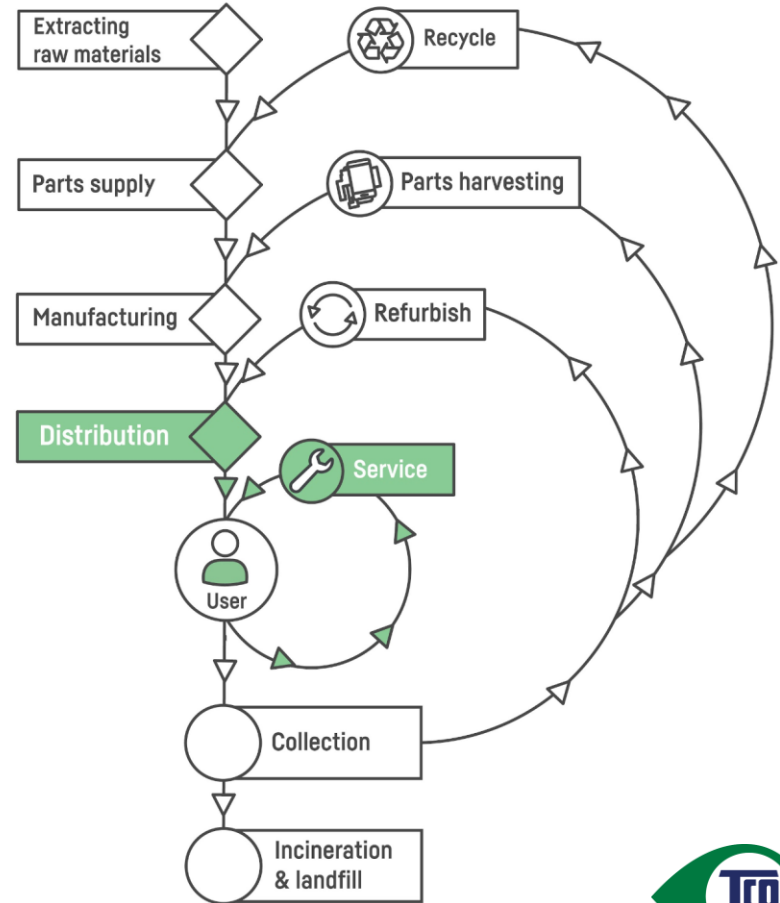 Extracting
raw materials
Recycle
Parts supply
Parts harvesting
Manufacturing
Refurbish
Distribution
Service
User
Collection
Incineration
& landfill